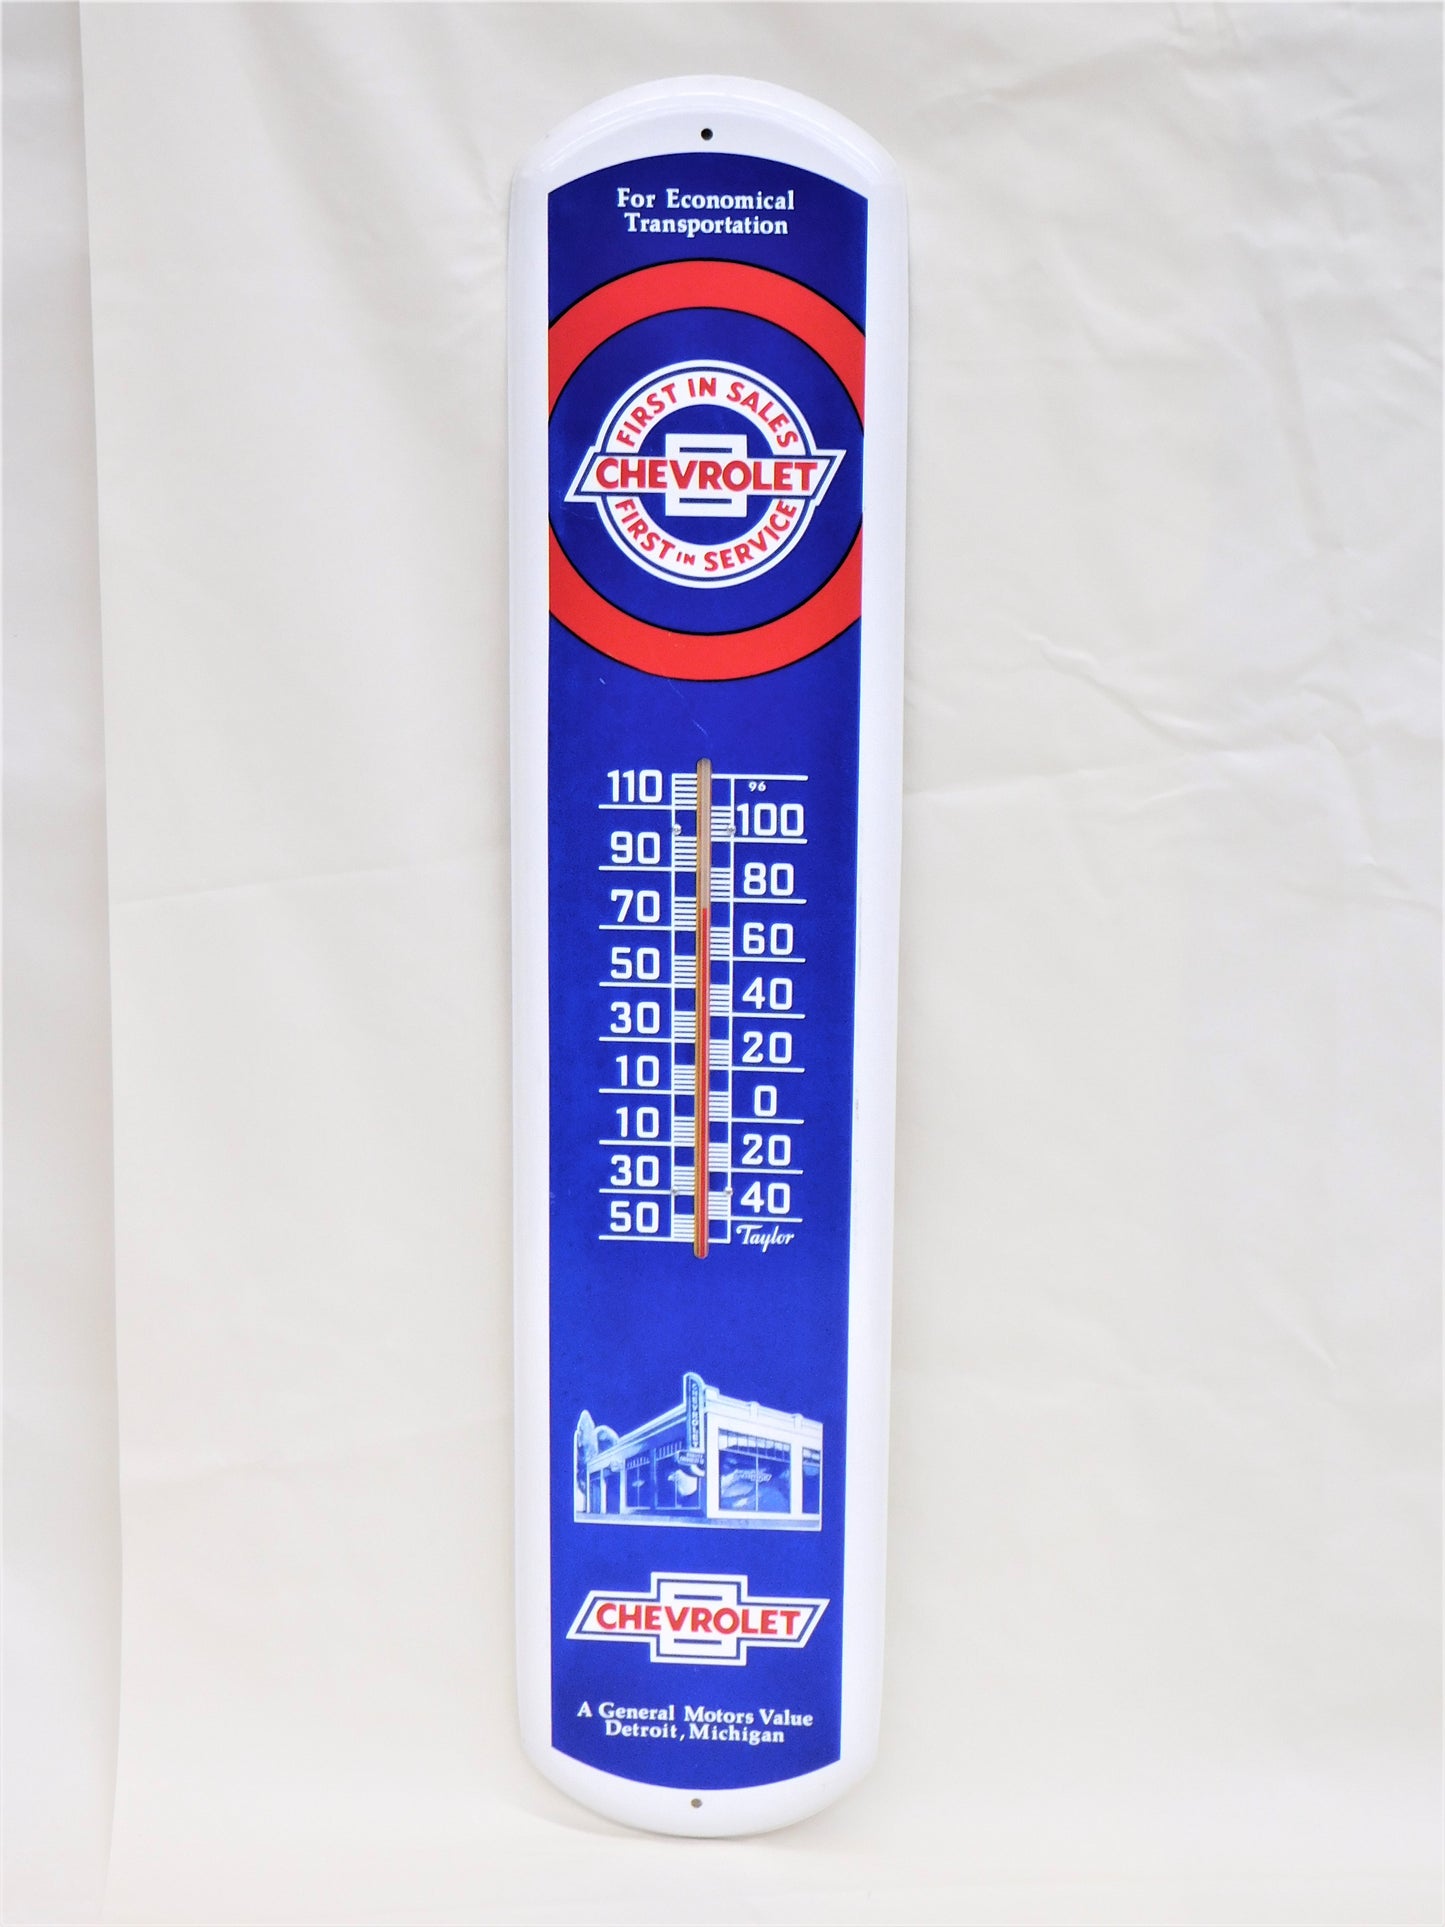 For Economical
Transportation
FIRST IN SALES
CHEVROLET
FIRST IN SERVICE
96
110
100
90
80
70
60
50
40
30
20
10
0
10
20
30
40
50
Taylor
CHEVROLET
CHEVROLET
A General Motors Value
Detroit, Michigan